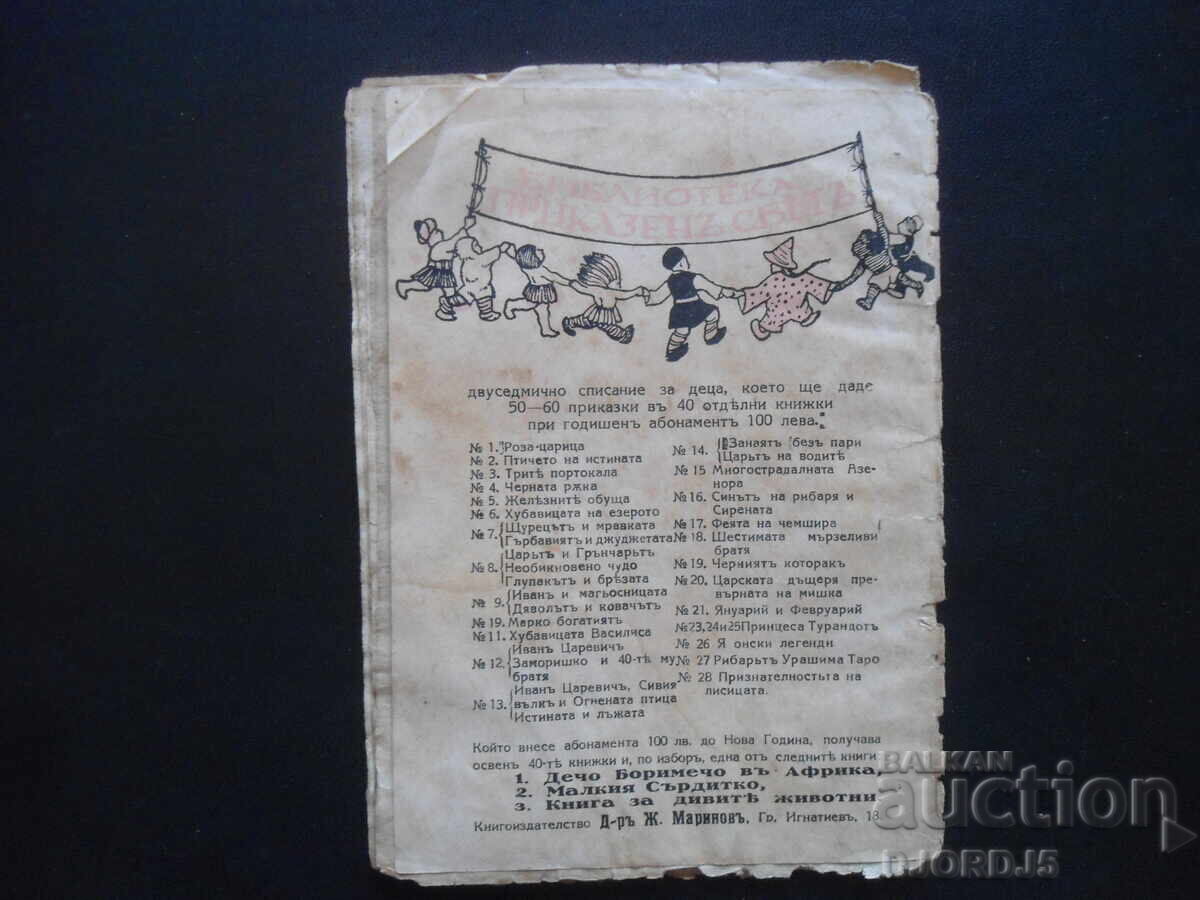 БИБЛИОТЕКА
ПРИКАЗЕНЪ СВѢТЪ
двуседмично списание за деца, което ще даде
50—60 приказки въ 40 отдѣлни книжки
при годишенъ абонаментъ 100 лева.
№ 1. Роза-царица
№ 2. Птичето на истината
№ 3. Тритѣ портокала
№ 4. Черната рѫка
№ 5. Желѣзнитѣ обуща
№ 6. Хубавицата на езерото
№ 7. Щурецътъ и мравката
Гърбавиятъ и джуджетата
№ 8. Царьтъ и Грънчарьтъ
Необикновено чудо
Глупакътъ и брѣзата
№ 9. Иванъ и магьосницата
Дяволътъ и ковачътъ
№ 19. Марко богатиятъ
№ 11. Хубавицата Василиса
№ 12. Иванъ Царевичъ
Заморишко и 40-тѣ му
братя
№ 13. Иванъ Царевичъ, Сивия
вълкъ и Огнената птица
Истината и лъжата
№ 14. Занаятъ безъ пари
Царьтъ на водитѣ
№ 15 Многострадалната Азе-
нора
№ 16. Синътъ на рибаря и
Сирената
№ 17. Феята на чемшира
№ 18. Шестимата мързеливи
братя
№ 19. Черниятъ которакъ
№ 20. Царската дъщеря пре-
върната на мишка
№ 21. Януарий и Февруарий
№ 23, 24 и 25 Принцеса Турандотъ
№ 26 Я онски легенди
№ 27 Рибарьтъ Урашима Таро
№ 28 Признателностьта на
лисицата.
Който внесе абонамента 100 лв. до Нова Година, получава
освенъ 40-тѣ книжки и, по изборъ, една отъ следнитѣ книги
1. Дечо Боримечо въ Африка,
2. Малкия Сърдитко,
3. Книга за дивитѣ животни
Книгоиздателство Д-ръ Ж. Мариновъ, Гр. Игнатиевъ, 18
BALKAN
auction
DJORDJ5